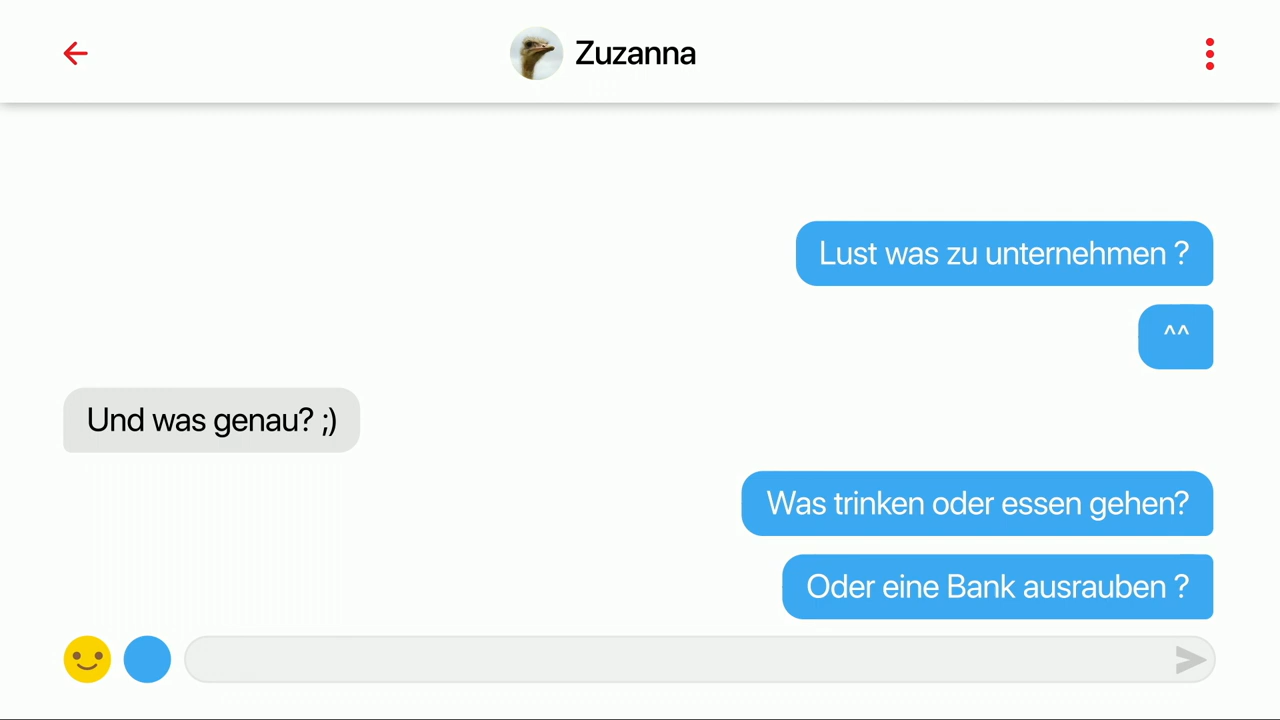 Zuzanna
Lust was zu unternehmen ?
^^
Und was genau? ;)
Was trinken oder essen gehen?
Oder eine Bank ausrauben ?